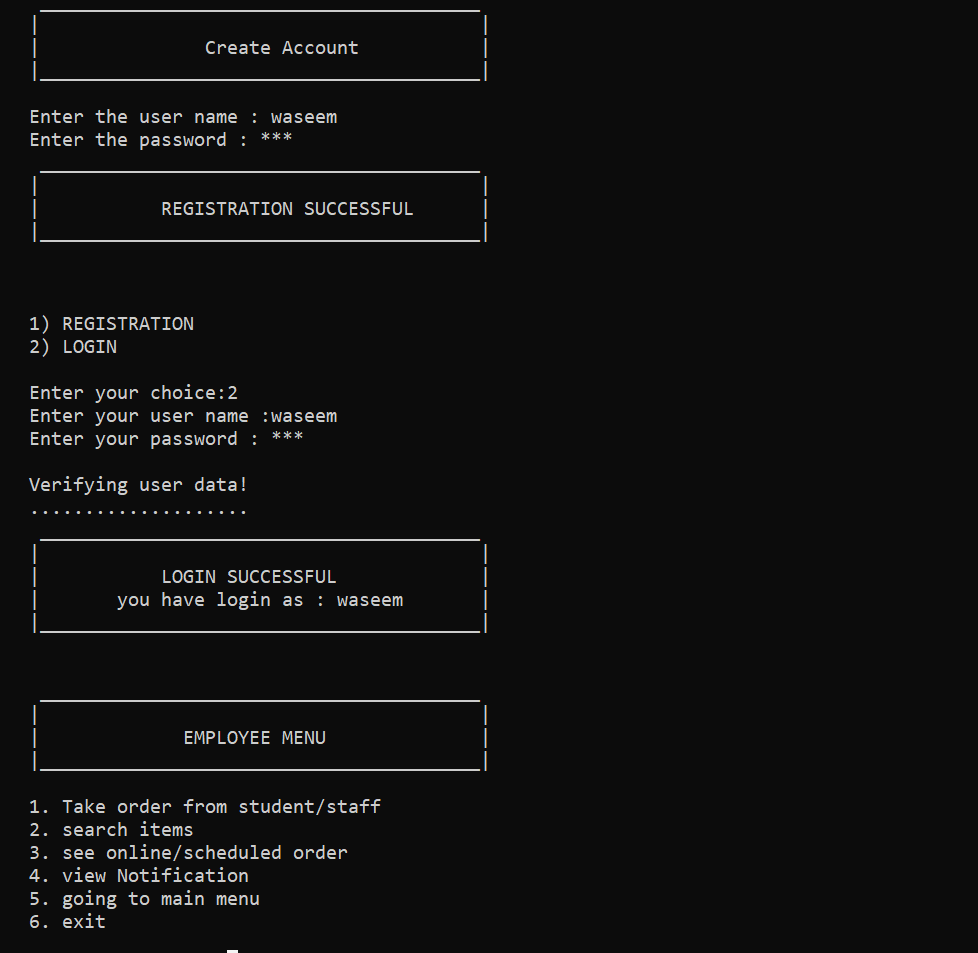 Create Account
Enter the user name : waseem
Enter the password : ***
REGISTRATION SUCCESSFUL
1) REGISTRATION
2) LOGIN
Enter your choice:2
Enter your user name :waseem
Enter your password : ***
Verifying user data!
....................
LOGIN SUCCESSFUL
you have login as : waseem
EMPLOYEE MENU
1. Take order from student/staff
2. search items
3. see online/scheduled order
4. view Notification
5. going to main menu
6. exit